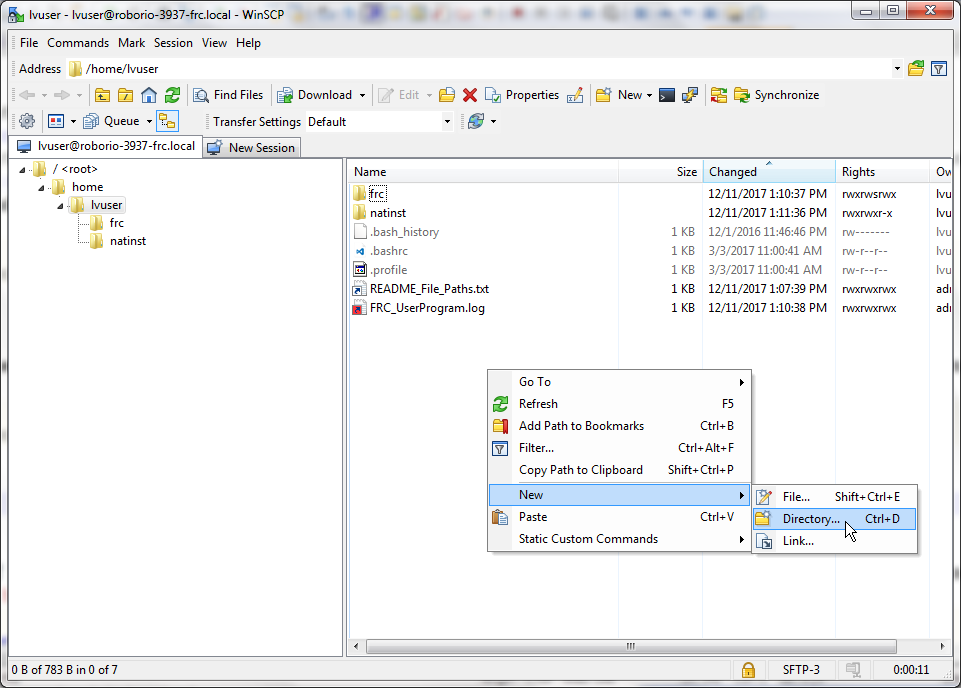 lvuser - lvuser@roborio-3937-frc.local - WinSCP
File Commands Mark Session View Help
Address /home/lvuser
Find Files Download Edit Properties New Synchronize
Queue Transfer Settings Default
lvuser@roborio-3937-frc.local New Session
/ <root>
home
lvuser
frc
natinst
Name Size Changed Rights Ow
frc 12/11/2017 1:10:37 PM rwxrwsrwx lvu
natinst 12/11/2017 1:11:36 PM rwxrwxr-x lvu
.bash_history 1 KB 12/1/2016 11:46:46 PM rw------- lvu
.bashrc 1 KB 3/3/2017 11:00:41 AM rw-r--r-- lvu
.profile 1 KB 3/3/2017 11:00:41 AM rw-r--r-- lvu
README_File_Paths.txt 1 KB 12/11/2017 1:07:39 PM rwxrwxrwx adr
FRC_UserProgram.log 1 KB 12/11/2017 1:10:38 PM rwxrwxrwx adr
Go To
Refresh F5
Add Path to Bookmarks Ctrl+B
Filter... Ctrl+Alt+F
Copy Path to Clipboard Shift+Ctrl+P
New
Paste Ctrl+V
Static Custom Commands
File... Shift+Ctrl+E
Directory... Ctrl+D
Link...
0 B of 783 B in 0 of 7 SFTP-3 0:00:11